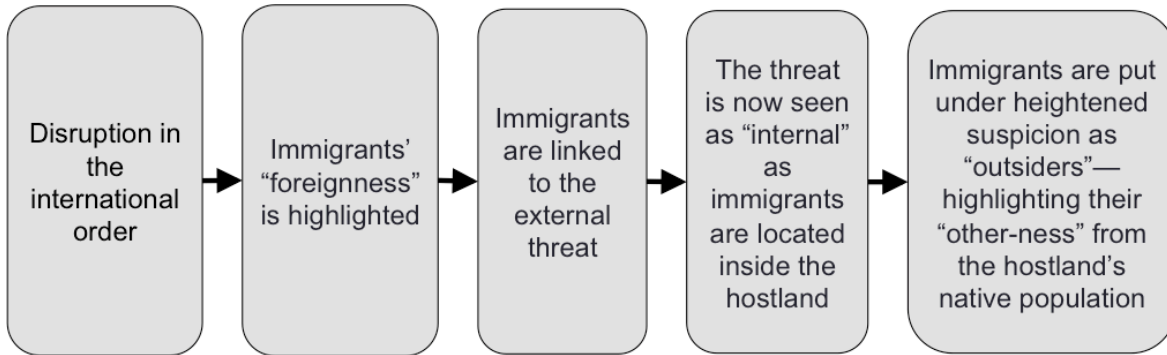 Disruption in
the
international
order
Immigrants’
“foreignness”
is highlighted
Immigrants
are linked
to the
external
threat
The threat
is now seen
as “internal”
as
immigrants
are located
inside the
hostland
Immigrants are put
under heightened
suspicion as
“outsiders”—
highlighting their
“other-ness” from
the hostland’s
native population